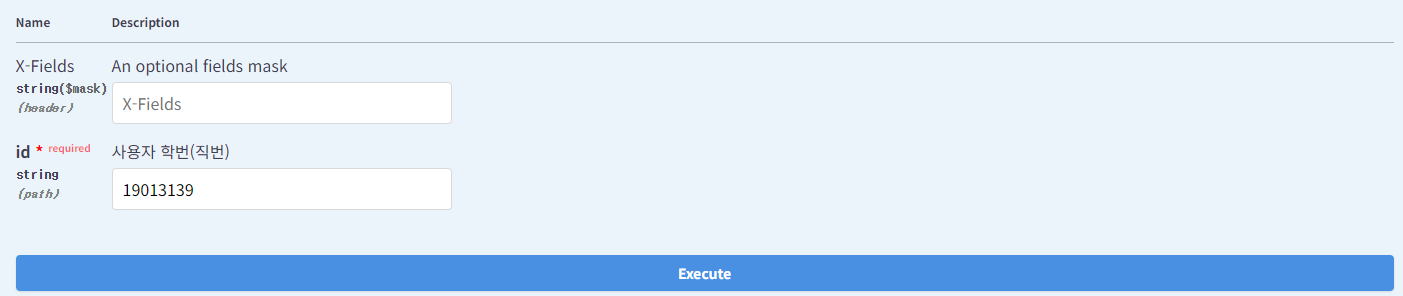 Name Description
X-Fields An optional fields mask
string($mask)
(header) X-Fields
id * required 사용자 학번(직번)
string
(path) 19013139
Execute